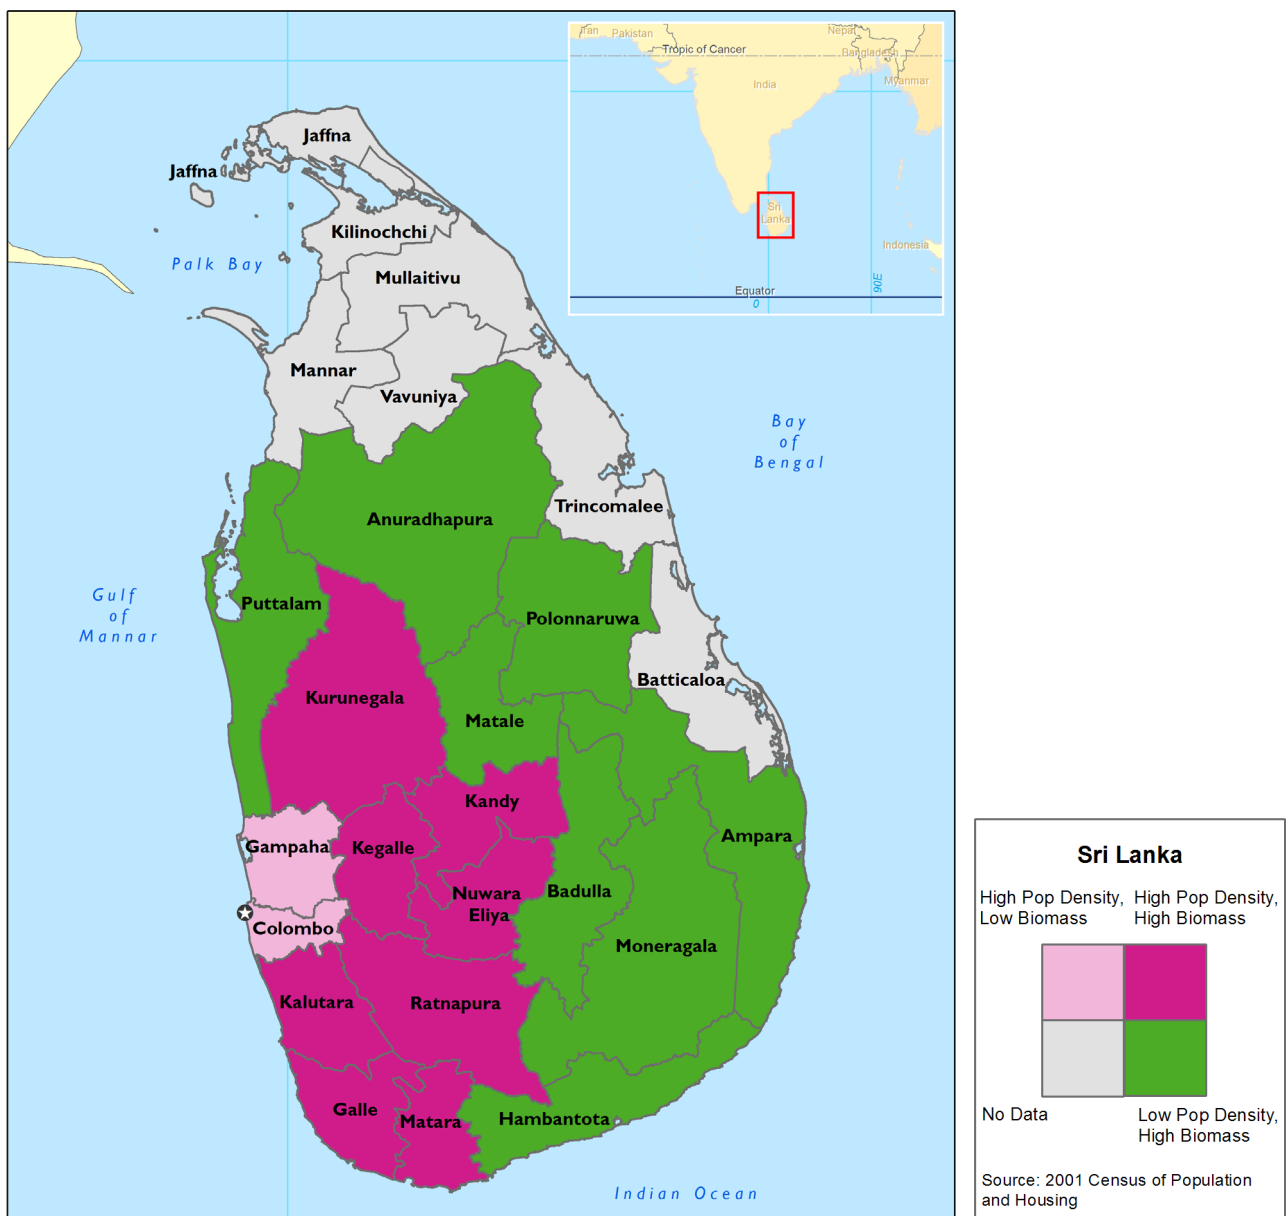 Iran
Pakistan
Nepal
Tropic of Cancer
Bangladesh
India
Myanmar
Sri
Lanka
Indonesia
Equator
0
90E
Jaffna
Jaffna
Kilinochchi
Palk Bay
Mullaitivu
Mannar
Vavuniya
Bay
of
Bengal
Trincomalee
Anuradhapura
Gulf
of
Mannar
Puttalam
Polonnaruwa
Batticaloa
Kurunegala
Matale
Kandy
Ampara
Gampaha
Kegalle
Nuwara
Eliya
Badulla
Colombo
Moneragala
Kalutara
Ratnapura
Galle
Matara
Hambantota
Indian Ocean
Sri Lanka
High Pop Density,
Low Biomass
High Pop Density,
High Biomass
No Data
Low Pop Density,
High Biomass
Source: 2001 Census of Population
and Housing